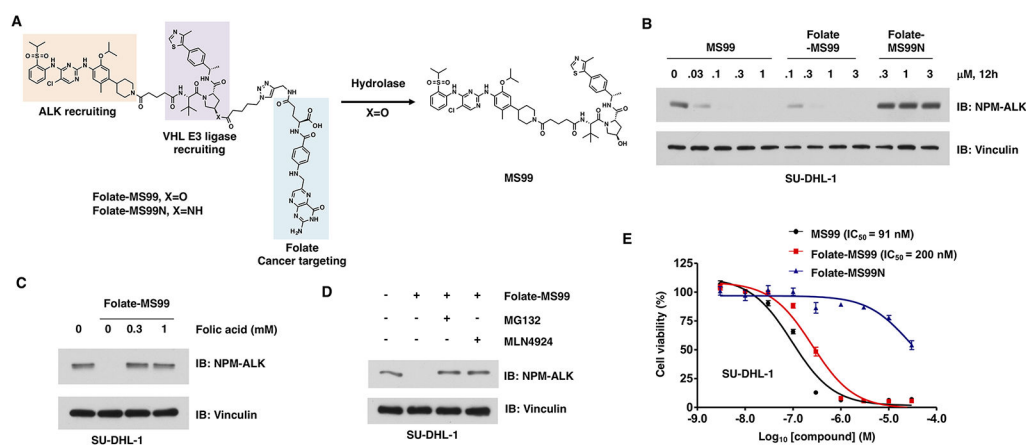 A
ALK recruiting
VHL E3 ligase
recruiting
Folate-MS99, X=O
Folate-MS99N, X=NH
Folate
Cancer targeting
Hydrolase
X=O
MS99
B
MS99
Folate
-MS99
Folate-
MS99N
0 .03 .1 .3 1 .1 .3 1 3 .3 1 3 μM, 12h
IB: NPM-ALK
IB: Vinculin
SU-DHL-1
C
Folate-MS99
0 0 0.3 1 Folic acid (mM)
IB: NPM-ALK
IB: Vinculin
SU-DHL-1
D
- + + + Folate-MS99
- - + - MG132
- - - + MLN4924
IB: NPM-ALK
IB: Vinculin
SU-DHL-1
E
MS99 (IC50 = 91 nM)
Folate-MS99 (IC50 = 200 nM)
Folate-MS99N
Cell viability (%)
125
100
75
50
25
0
SU-DHL-1
-9.0 -8.0 -7.0 -6.0 -5.0 -4.0
Log10 [compound] (M)